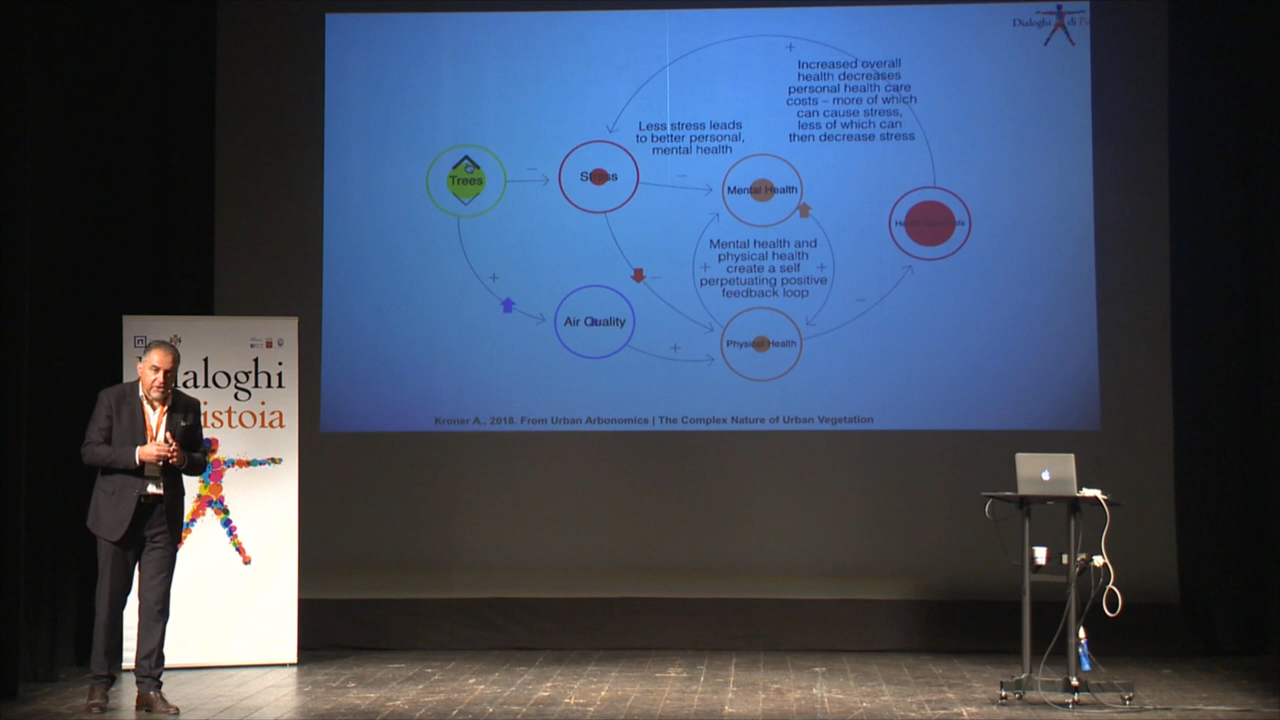 Dialoghi di
+
Increased overall
health decreases
personal health care
costs – more of which
can cause stress,
less of which can
then decrease stress
Less stress leads
to better personal,
mental health
Trees
–
Stress
–
Mental Health
Mental health and
physical health
create a self
perpetuating positive
feedback loop
+
+
+
–
–
Air Quality
+
Physical Health
Kroner A., 2018. From Urban Arbonomics | The Complex Nature of Urban Vegetation
ialoghi
istoia